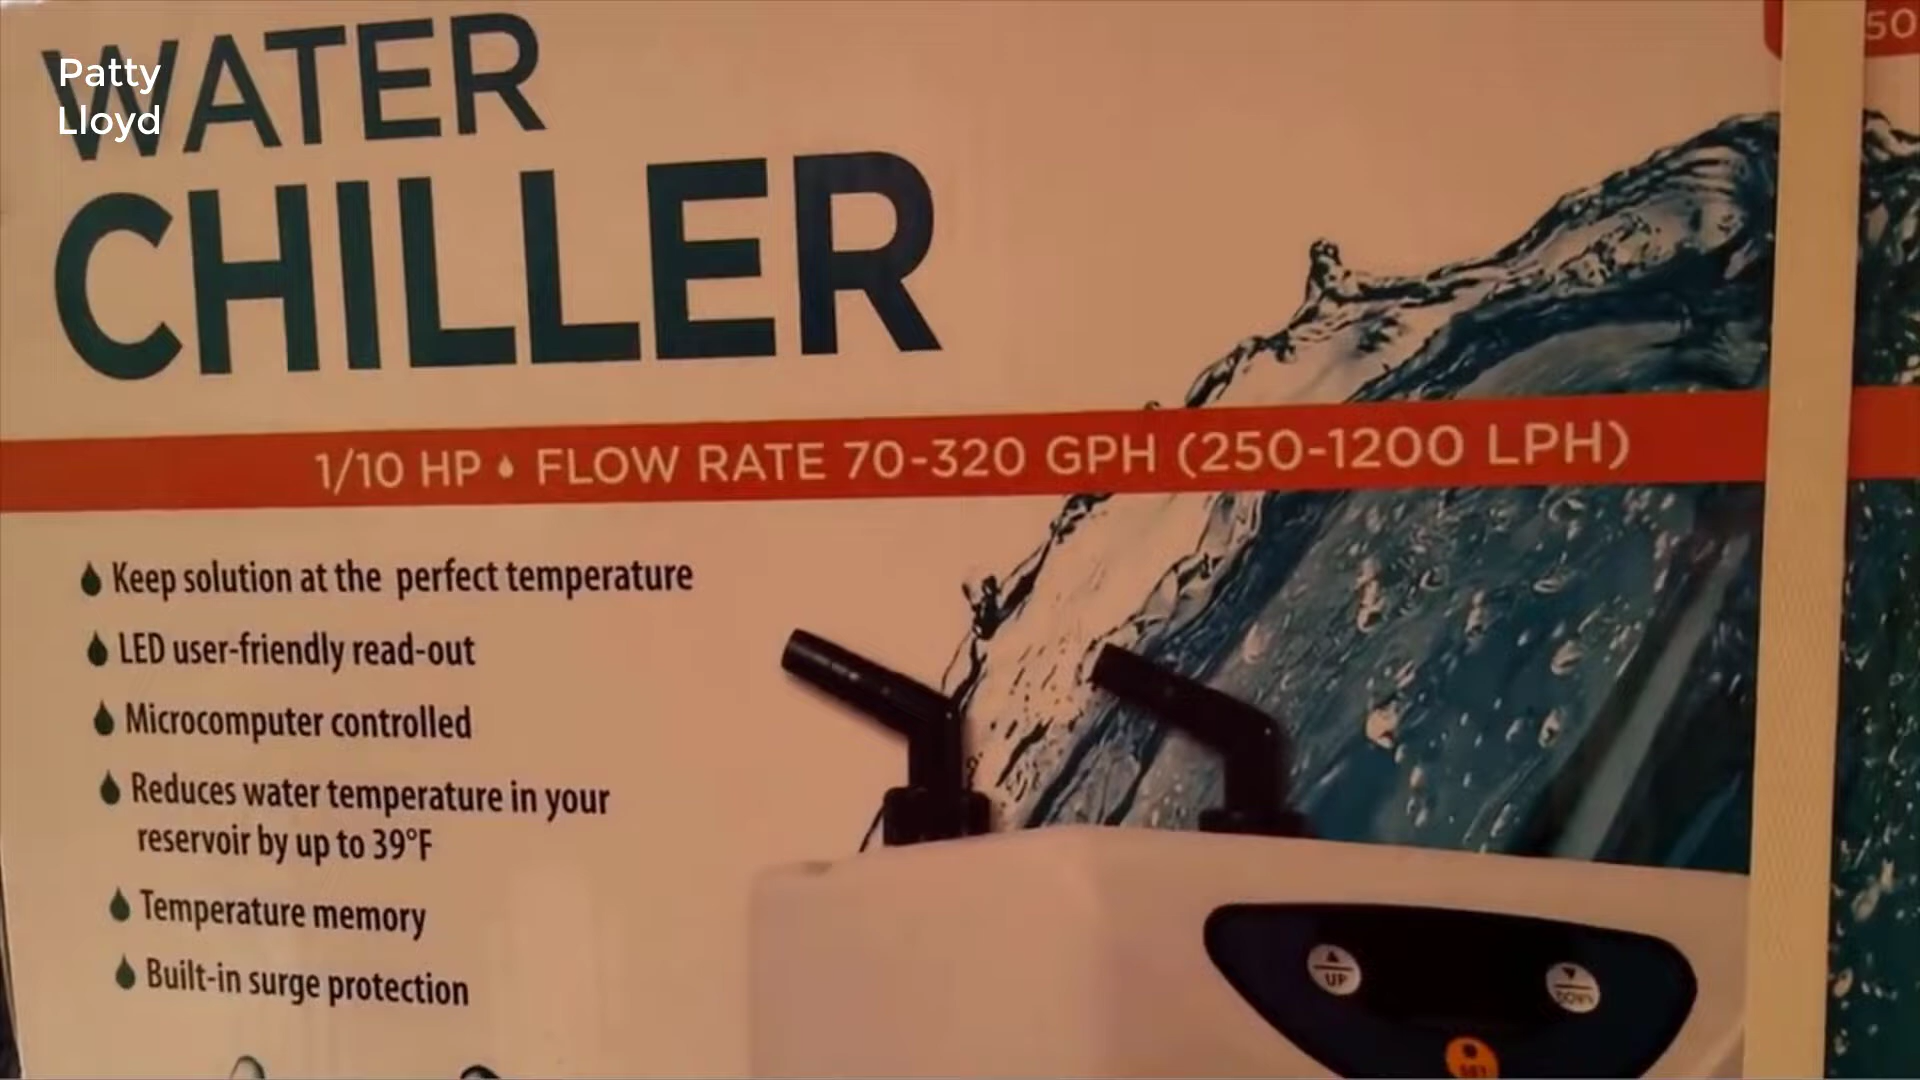 Patty
Lloyd
WATER
CHILLER
50
1/10 HP • FLOW RATE 70-320 GPH (250-1200 LPH)
Keep solution at the perfect temperature
LED user-friendly read-out
Microcomputer controlled
Reduces water temperature in your
reservoir by up to 39°F
Temperature memory
Built-in surge protection
UP
DOWN
SET